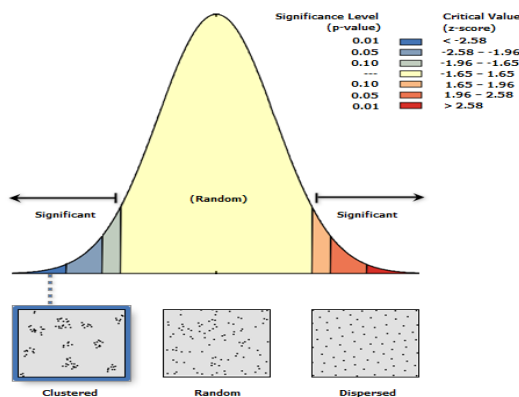 Significance Level Critical Value
(p-value) (z-score)
0.01 < -2.58
0.05 -2.58 – -1.96
0.10 -1.96 – -1.65
--- -1.65 – 1.65
0.10 1.65 – 1.96
0.05 1.96 – 2.58
0.01 > 2.58
(Random)
Significant Significant
Clustered Random Dispersed